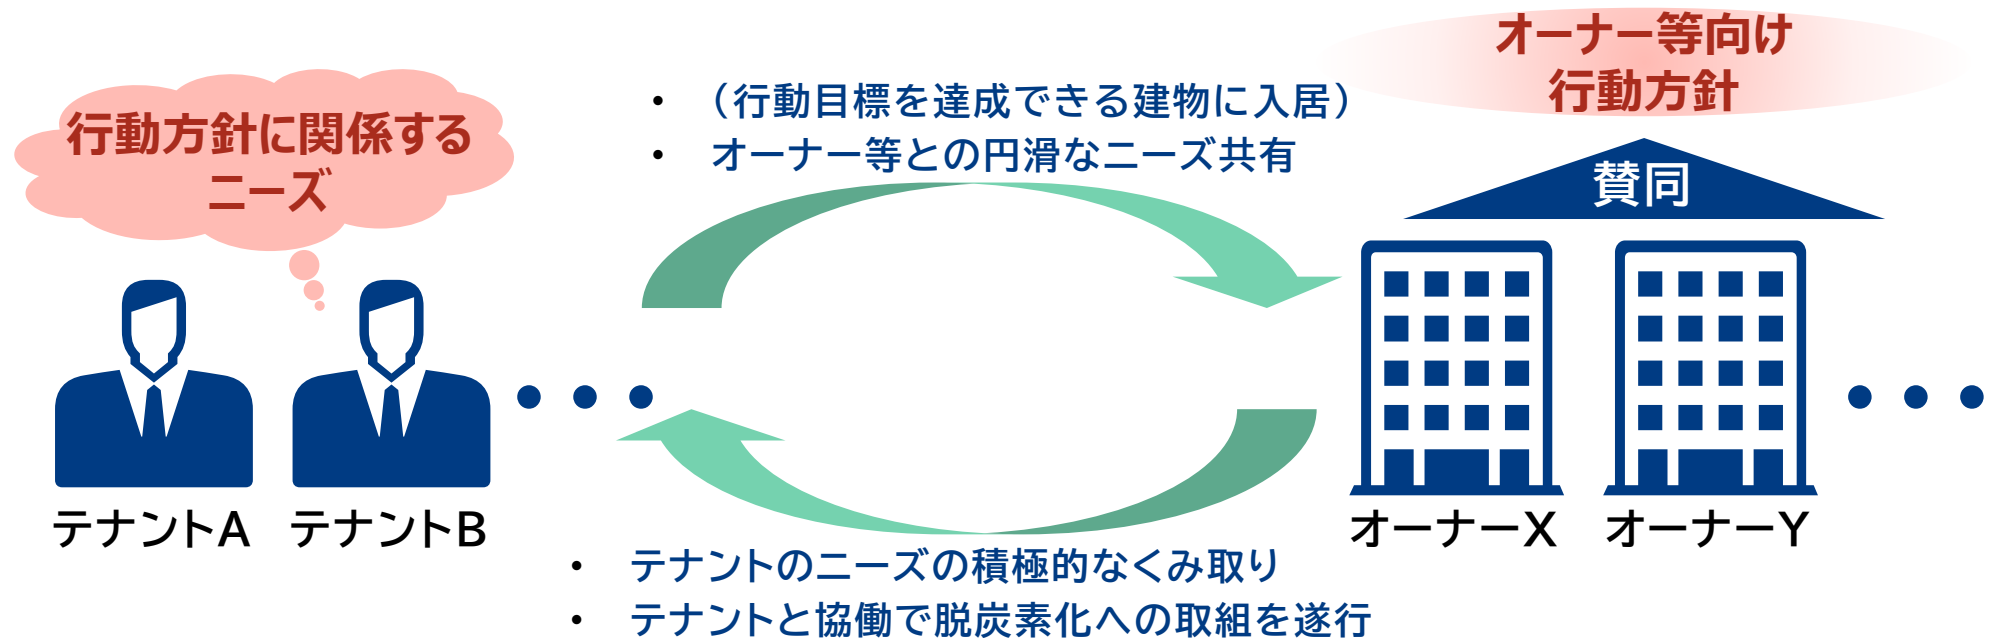 オーナー等向け
行動方針
行動方針に関係する
ニーズ
• （行動目標を達成できる建物に入居）
• オーナー等との円滑なニーズ共有
賛同
テナントA テナントB
オーナーX オーナーY
• テナントのニーズの積極的なくみ取り
• テナントと協働で脱炭素化への取組を遂行